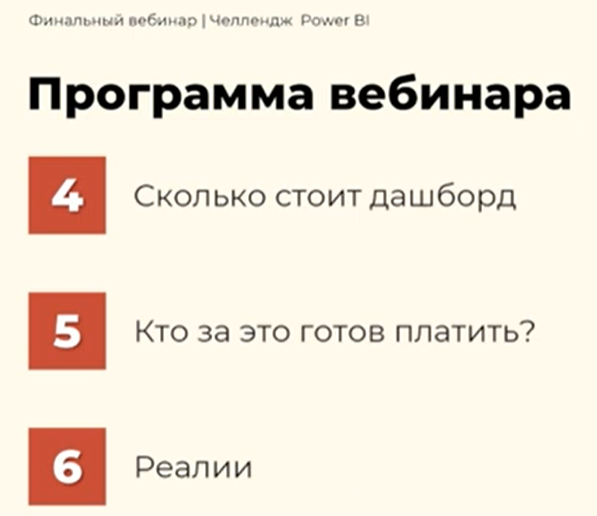 Финальный вебинар | Челлендж Power BI
Программа вебинара
4 Сколько стоит дашборд
5 Кто за это готов платить?
6 Реалии